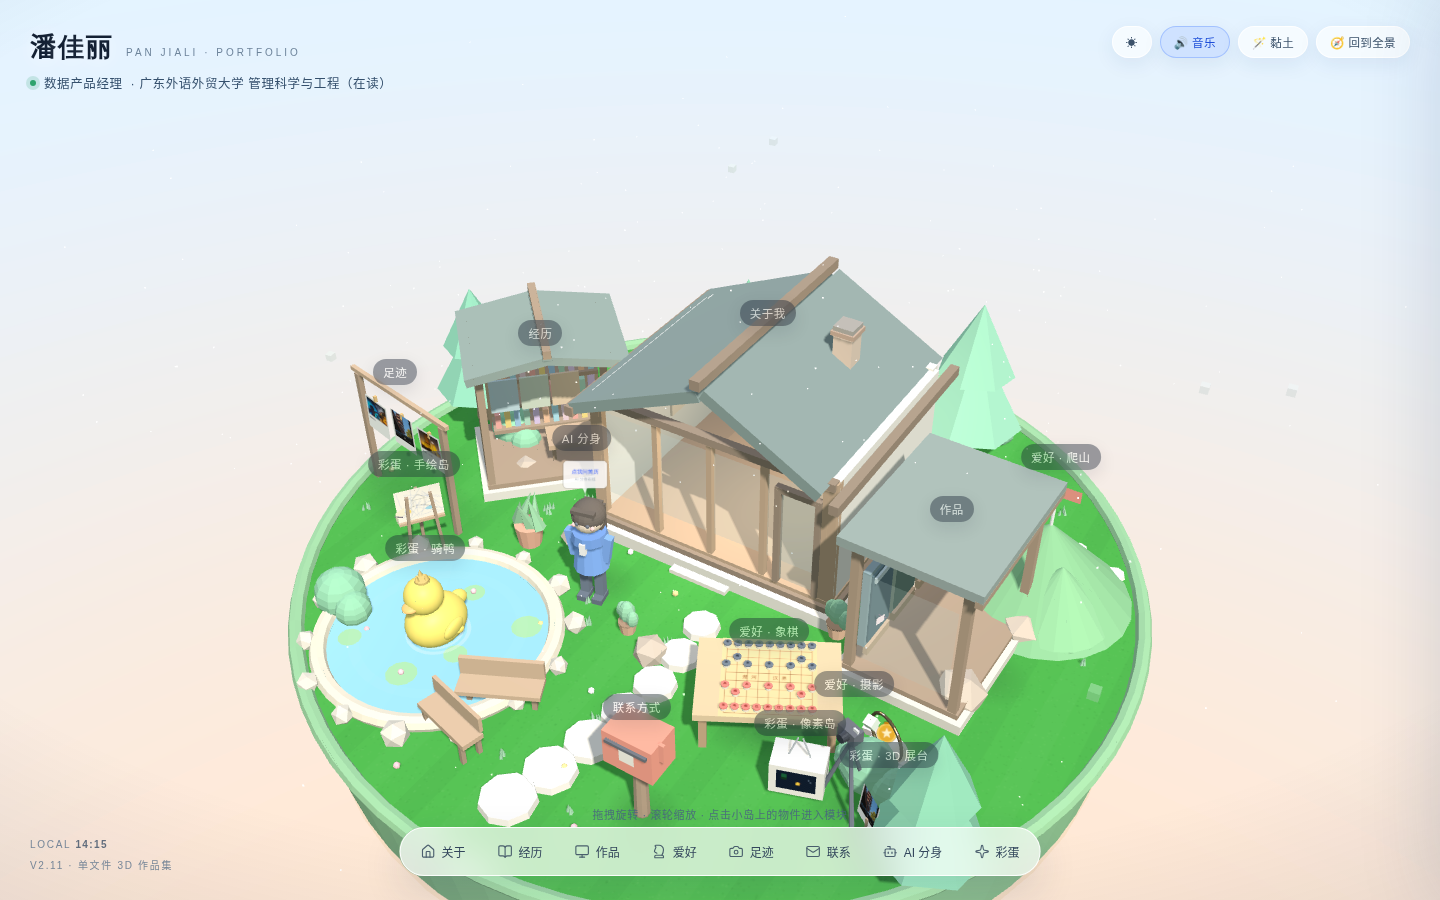 潘佳丽 PAN JIALI · PORTFOLIO
数据产品经理 · 广东外语外贸大学 管理科学与工程（在读）
音乐
黏土
回到全景
关于我
经历
足迹
AI 分身
爱好 · 爬山
彩蛋 · 手绘岛
作品
彩蛋 · 骑鸭
爱好 · 象棋
爱好 · 摄影
联系方式
彩蛋 · 像素岛
彩蛋 · 3D 展台
拖拽旋转 · 滚轮缩放 · 点击小岛上的物件进入模块
LOCAL 14:15
V2.11 · 单文件 3D 作品集
关于 经历 作品 爱好 足迹 联系 AI 分身 彩蛋